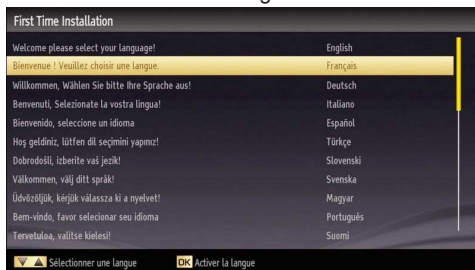 First Time Installation
Welcome please select your language! English
Bienvenue ! Veuillez choisir une langue. Français
Willkommen, Wählen Sie bitte Ihre Sprache aus! Deutsch
Benvenuti, Selezionate la vostra lingua! Italiano
Bienvenido, seleccione un idioma Español
Hoş geldiniz, lütfen dil seçimini yapınız! Türkçe
Dobrodošli, izberite vaš jezik! Slovenski
Välkommen, välj ditt språk! Svenska
Üdvözöljük, kérjük válassza ki a nyelvet! Magyar
Bem-vindo, favor selecionar seu idioma Português
Tervetuloa, valitse kielesi! Suomi
Sélectionner une langue OK Activer la langue